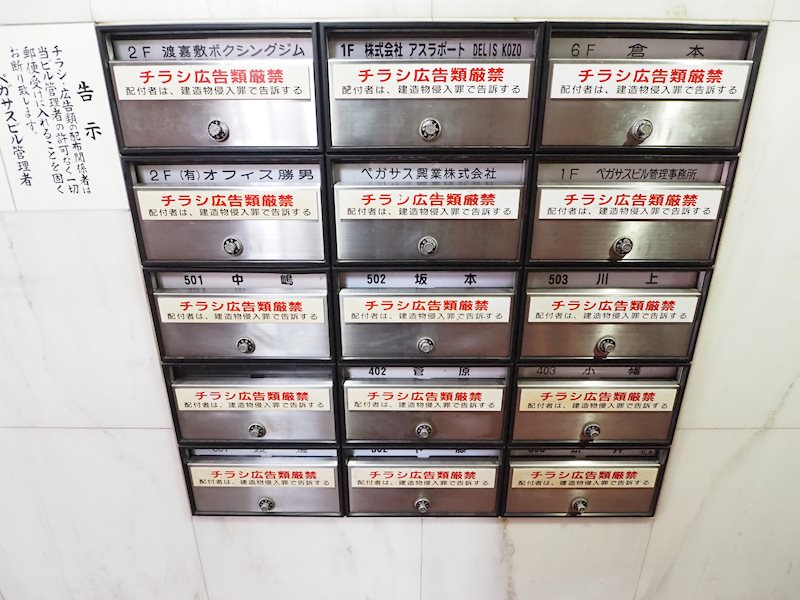 告示
チラシ・広告類の配布関係者は
当ビル管理者の許可なく一切
郵便受けに入れることを固く
お断り致します。
ペガサスビル管理者
2F 渡嘉敷ボクシングジム
チラシ広告類厳禁
配付者は、建造物侵入罪で告訴する
1F 株式会社 アスラポート DELIS KOZO
チラシ広告類厳禁
配付者は、建造物侵入罪で告訴する
6F 倉本
チラシ広告類厳禁
配付者は、建造物侵入罪で告訴する
2F (有)オフィス勝男
チラシ広告類厳禁
配付者は、建造物侵入罪で告訴する
ペガサス興業株式会社
チラシ広告類厳禁
配付者は、建造物侵入罪で告訴する
1F ペガサスビル管理事務所
チラシ広告類厳禁
配付者は、建造物侵入罪で告訴する
501 中嶋
チラシ広告類厳禁
配付者は、建造物侵入罪で告訴する
502 坂本
チラシ広告類厳禁
配付者は、建造物侵入罪で告訴する
503 川上
チラシ広告類厳禁
配付者は、建造物侵入罪で告訴する
チラシ広告類厳禁
配付者は、建造物侵入罪で告訴する
402 菅原
チラシ広告類厳禁
配付者は、建造物侵入罪で告訴する
403 小幡
チラシ広告類厳禁
配付者は、建造物侵入罪で告訴する
チラシ広告類厳禁
配付者は、建造物侵入罪で告訴する
チラシ広告類厳禁
配付者は、建造物侵入罪で告訴する
チラシ広告類厳禁
配付者は、建造物侵入罪で告訴する